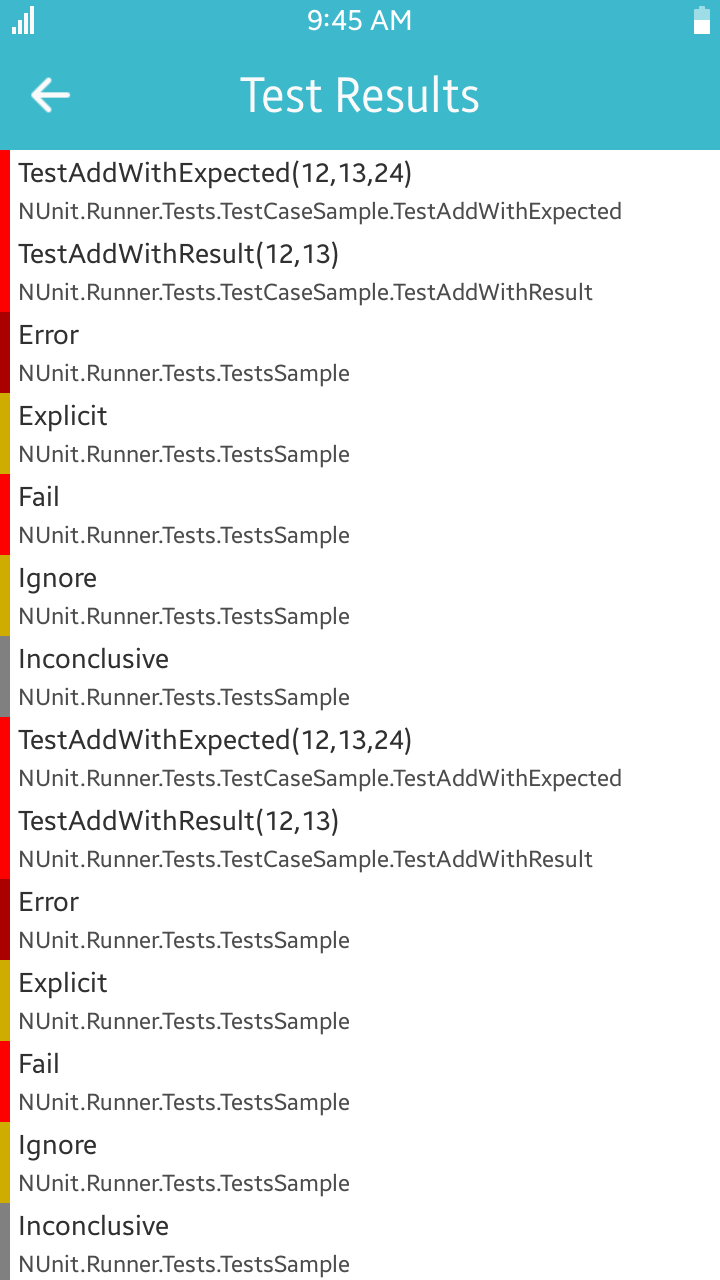 9:45 AM
Test Results
TestAddWithExpected(12,13,24)
NUnit.Runner.Tests.TestCaseSample.TestAddWithExpected
TestAddWithResult(12,13)
NUnit.Runner.Tests.TestCaseSample.TestAddWithResult
Error
NUnit.Runner.Tests.TestsSample
Explicit
NUnit.Runner.Tests.TestsSample
Fail
NUnit.Runner.Tests.TestsSample
Ignore
NUnit.Runner.Tests.TestsSample
Inconclusive
NUnit.Runner.Tests.TestsSample
TestAddWithExpected(12,13,24)
NUnit.Runner.Tests.TestCaseSample.TestAddWithExpected
TestAddWithResult(12,13)
NUnit.Runner.Tests.TestCaseSample.TestAddWithResult
Error
NUnit.Runner.Tests.TestsSample
Explicit
NUnit.Runner.Tests.TestsSample
Fail
NUnit.Runner.Tests.TestsSample
Ignore
NUnit.Runner.Tests.TestsSample
Inconclusive
NUnit.Runner.Tests.TestsSample